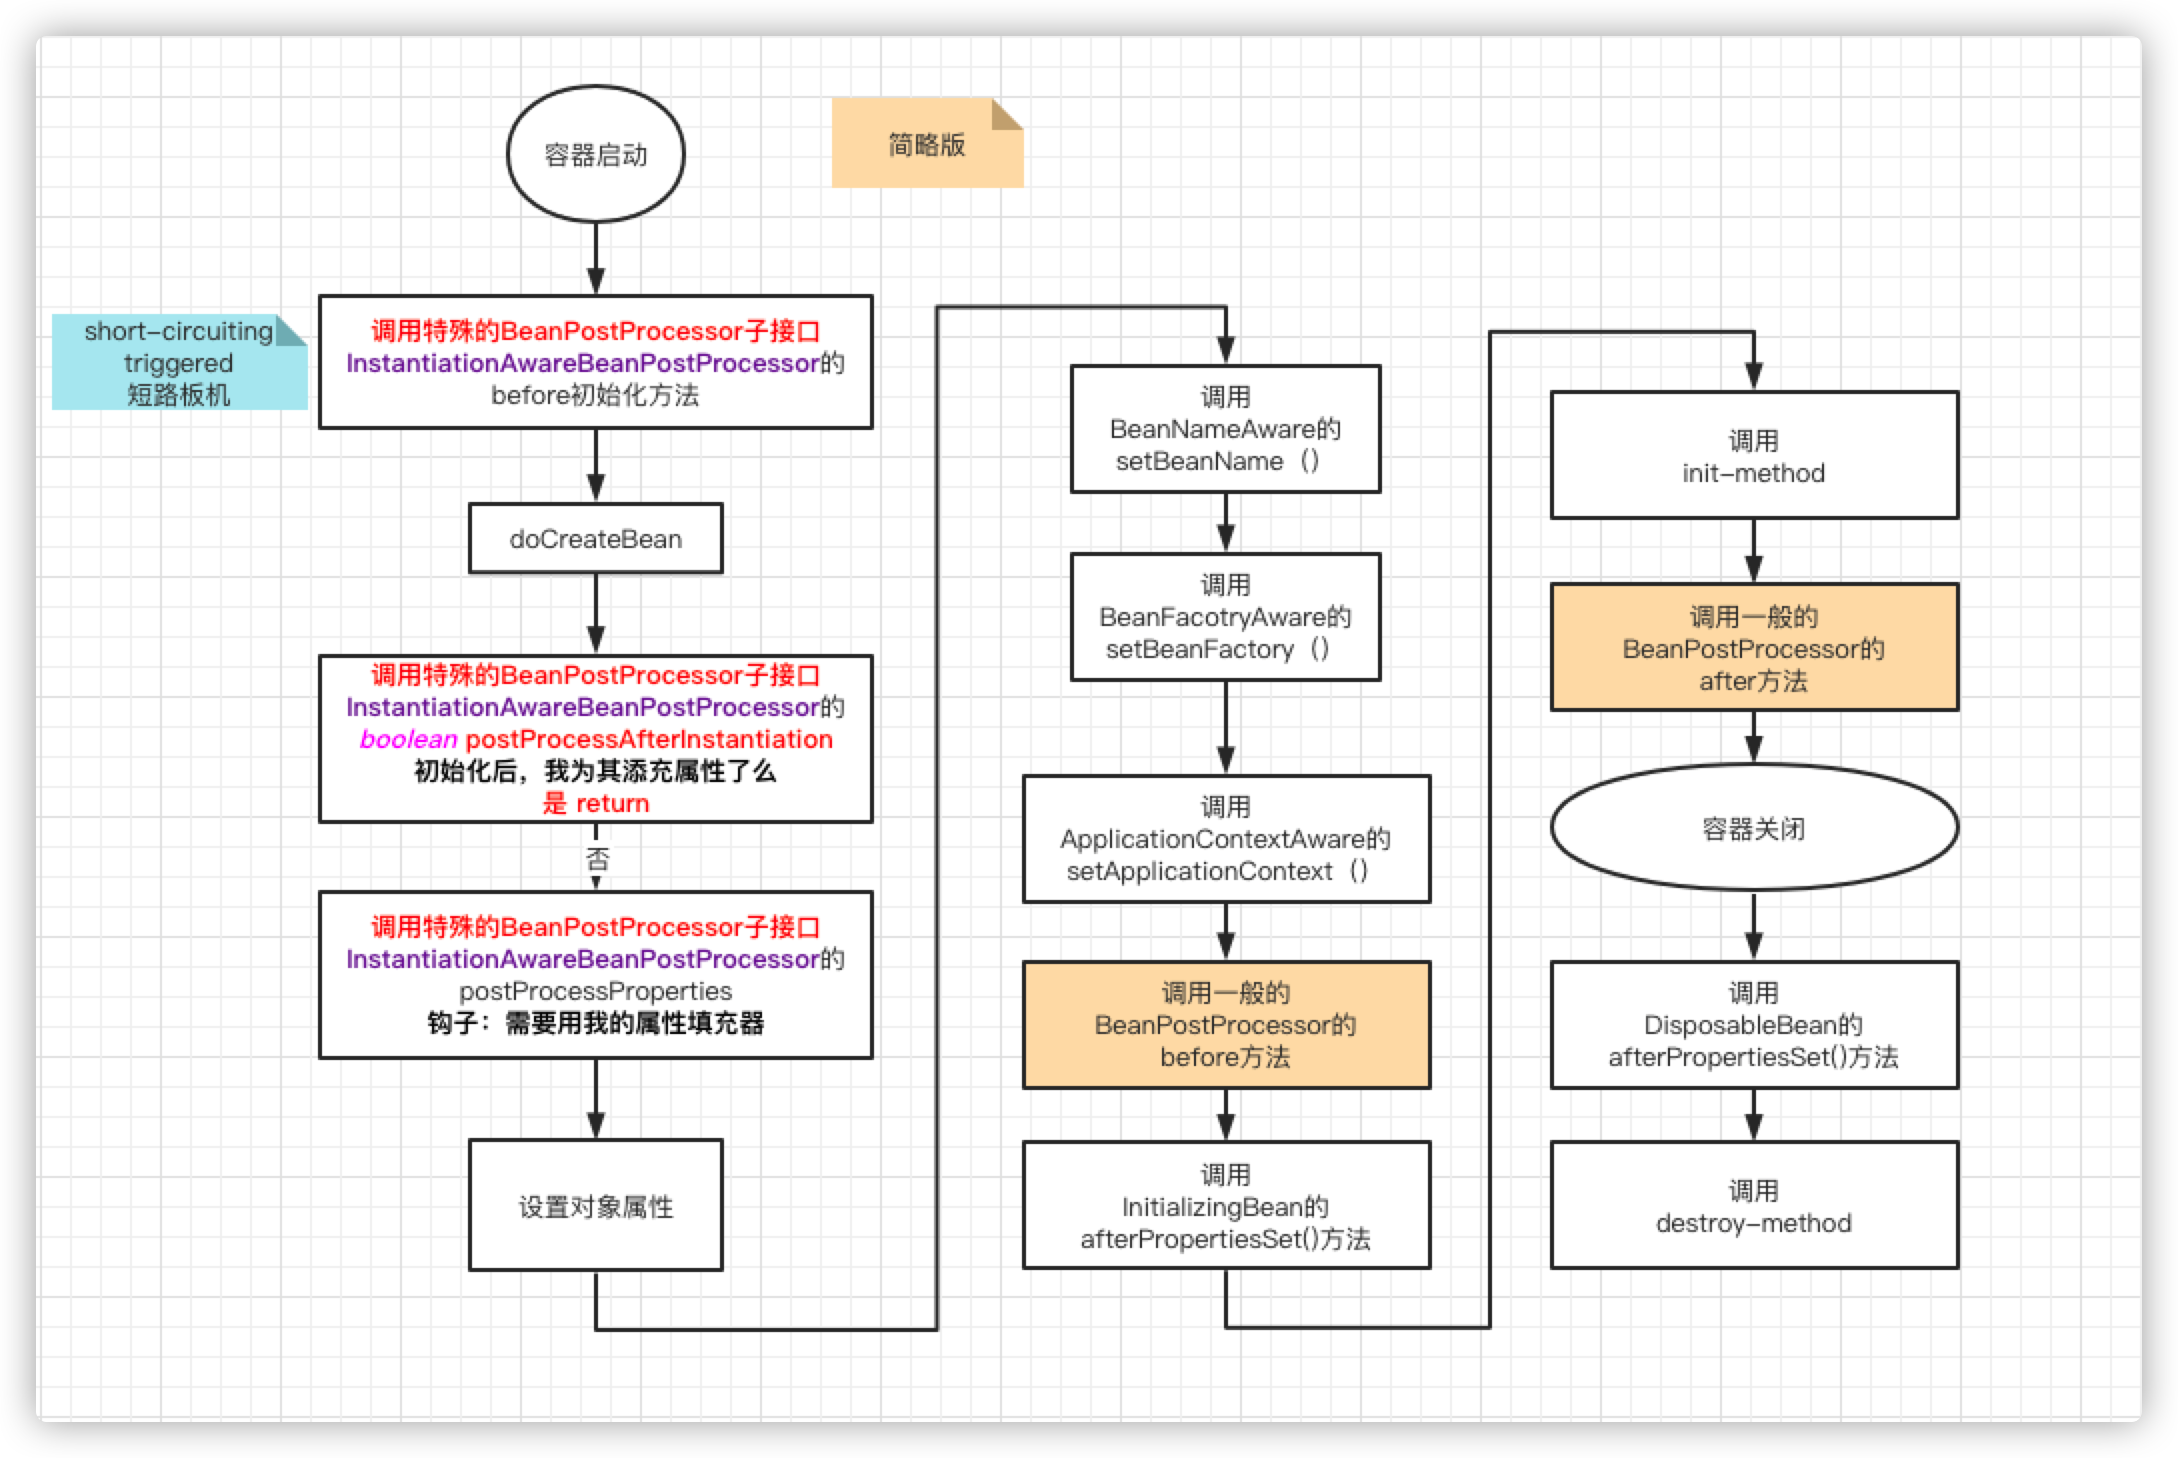 容器启动
简略版
short-circuiting
triggered
短路板机
调用特殊的BeanPostProcessor子接口
InstantiationAwareBeanPostProcessor的
before初始化方法
doCreateBean
调用特殊的BeanPostProcessor子接口
InstantiationAwareBeanPostProcessor的
boolean postProcessAfterInstantiation
初始化后，我为其添充属性了么
是 return
否
调用特殊的BeanPostProcessor子接口
InstantiationAwareBeanPostProcessor的
postProcessProperties
钩子：需要用我的属性填充器
设置对象属性
调用
BeanNameAware的
setBeanName（）
调用
BeanFacotryAware的
setBeanFactory（）
调用
ApplicationContextAware的
setApplicationContext（）
调用一般的
BeanPostProcessor的
before方法
调用
InitializingBean的
afterPropertiesSet()方法
调用
init-method
调用一般的
BeanPostProcessor的
after方法
容器关闭
调用
DisposableBean的
afterPropertiesSet()方法
调用
destroy-method